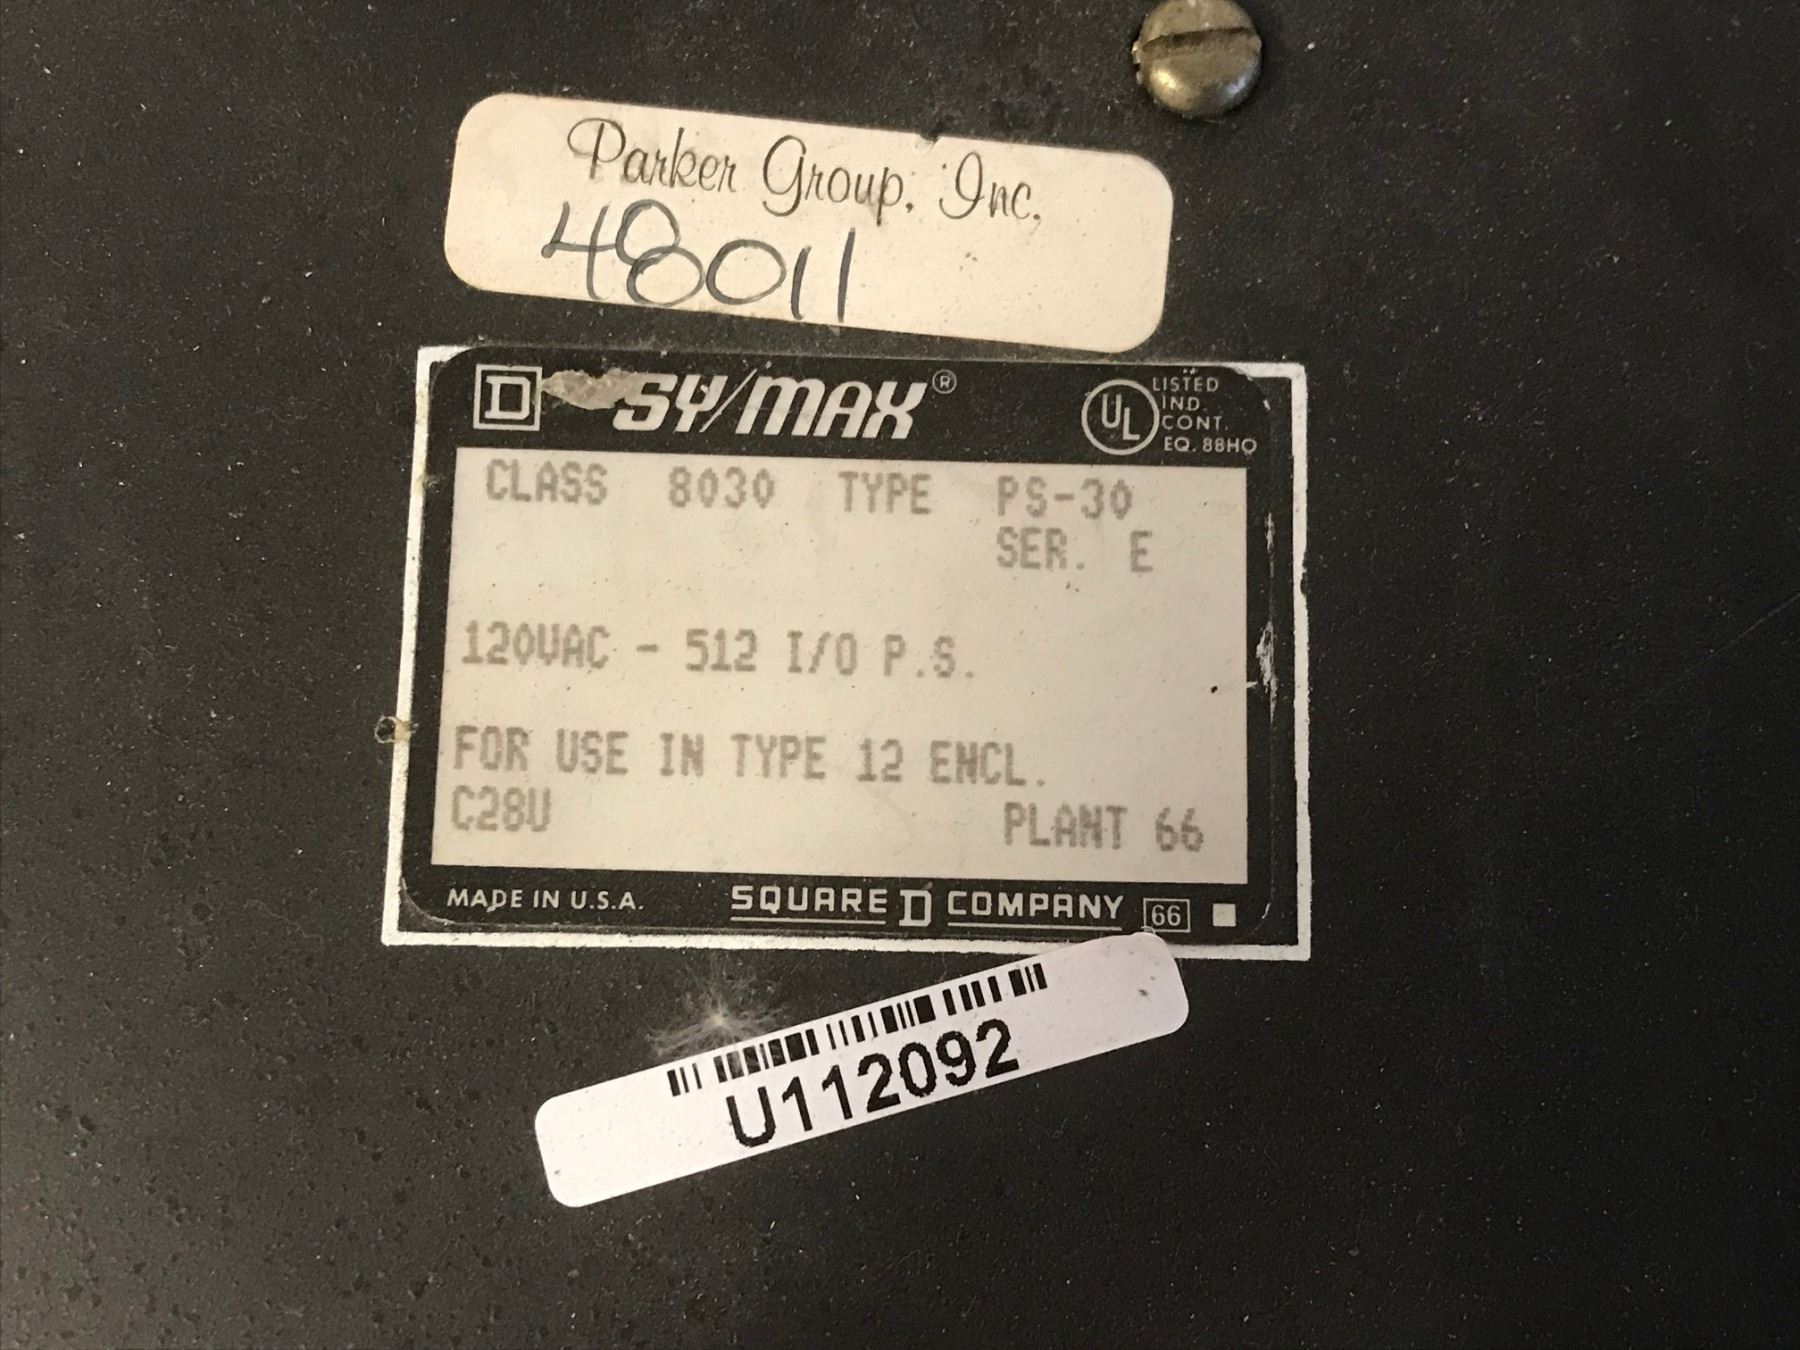 Parker Group, Inc.
48011
D SY/MAX®
UL LISTED
IND.
CONT.
EQ. 88HO
CLASS 8030 TYPE PS-30
SER. E
120VAC - 512 I/O P.S.
FOR USE IN TYPE 12 ENCL.
C28U PLANT 66
MADE IN U.S.A. SQUARE D COMPANY 66
U112092